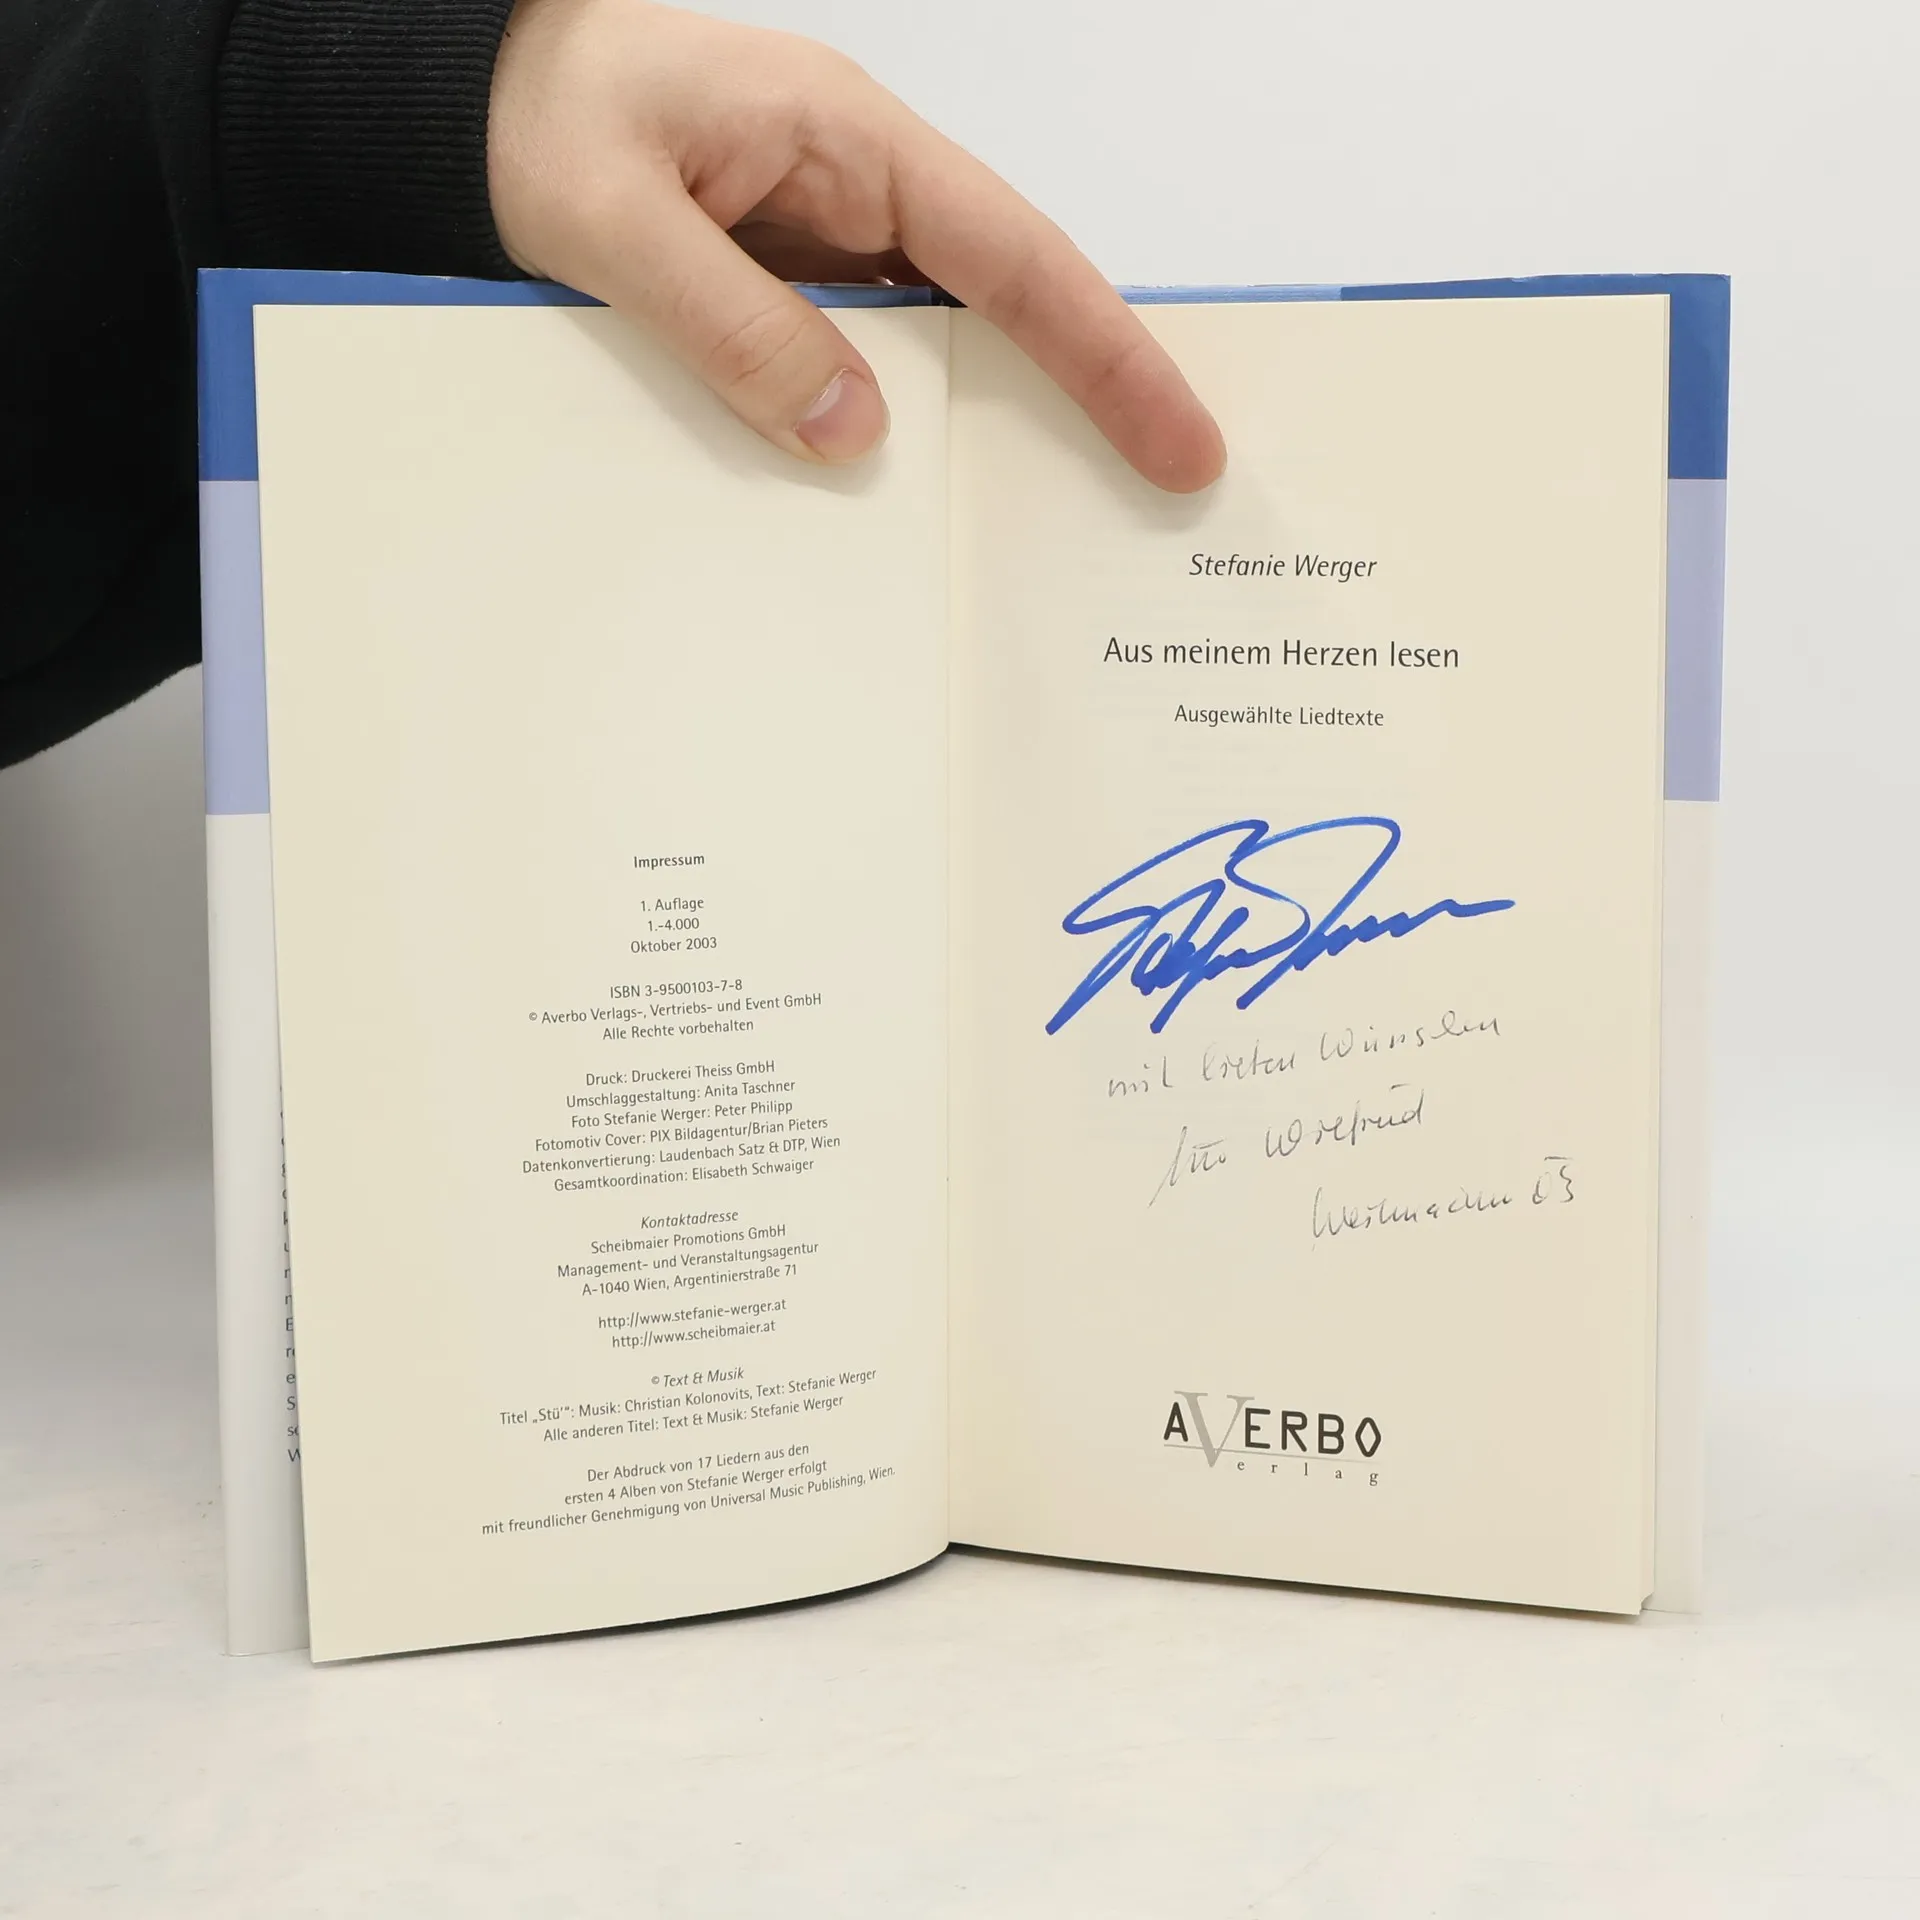 Impressum
1. Auflage
1.-4.000
Oktober 2003
ISBN 3-9500103-7-8
© Averbo Verlags-, Vertriebs- und Event GmbH
Alle Rechte vorbehalten
Druck: Druckerei Theiss GmbH
Umschlaggestaltung: Anita Taschner
Foto Stefanie Werger: Peter Philipp
Fotomotiv Cover: PIX Bildagentur/Brian Pieters
Datenkonvertierung: Laudenbach Satz & DTP, Wien
Gesamtkoordination: Elisabeth Schwaiger
Kontaktadresse
Scheibmaier Promotions GmbH
Management- und Veranstaltungsagentur
A-1040 Wien, Argentinierstraße 71
http://www.stefanie-werger.at
http://www.scheibmaier.at
© Text & Musik
Titel „Stü'“: Musik: Christian Kolonovits, Text: Stefanie Werger
Alle anderen Titel: Text & Musik: Stefanie Werger
Der Abdruck von 17 Liedern aus den
ersten 4 Alben von Stefanie Werger erfolgt
mit freundlicher Genehmigung von Universal Music Publishing, Wien.
Stefanie Werger
Aus meinem Herzen lesen
Ausgewählte Liedtexte
mit lieben Wünschen
Weihnachten 03
AVERBO
Verlag